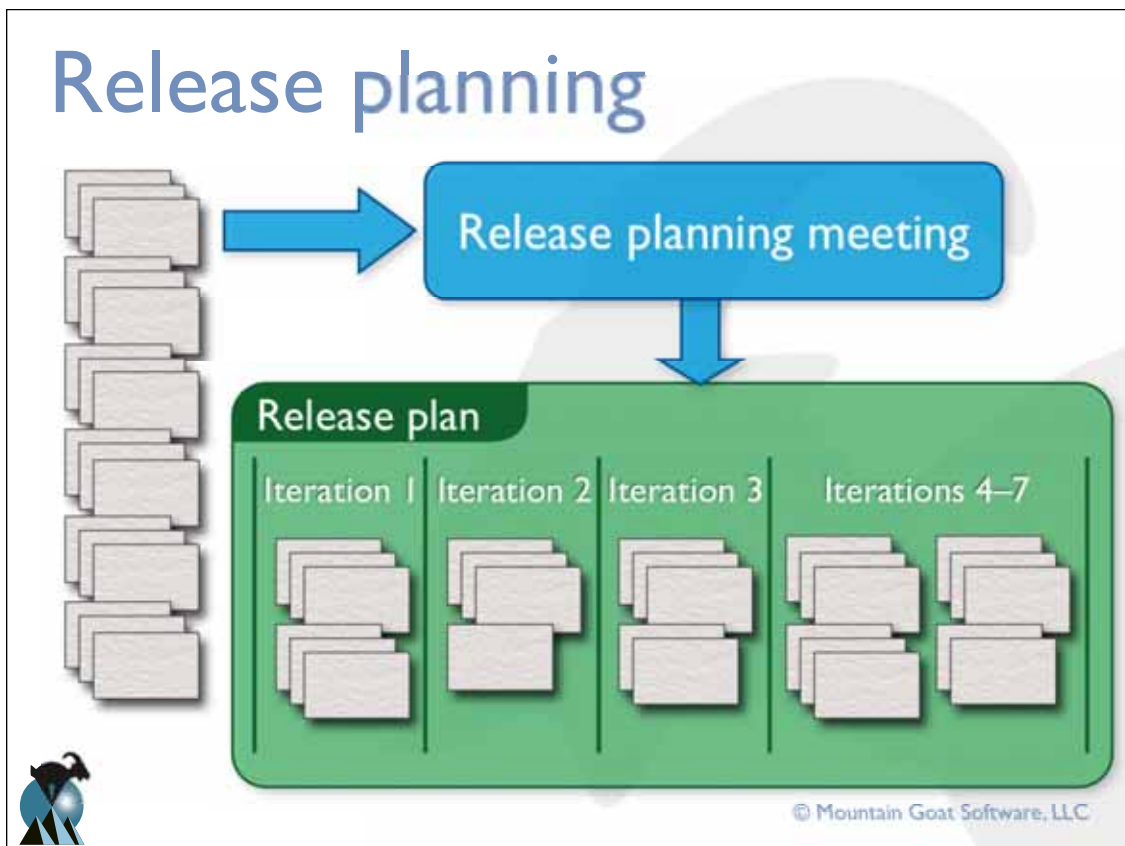 Release planning
Release planning meeting
Release plan
Iteration 1 Iteration 2 Iteration 3 Iterations 4–7
© Mountain Goat Software, LLC